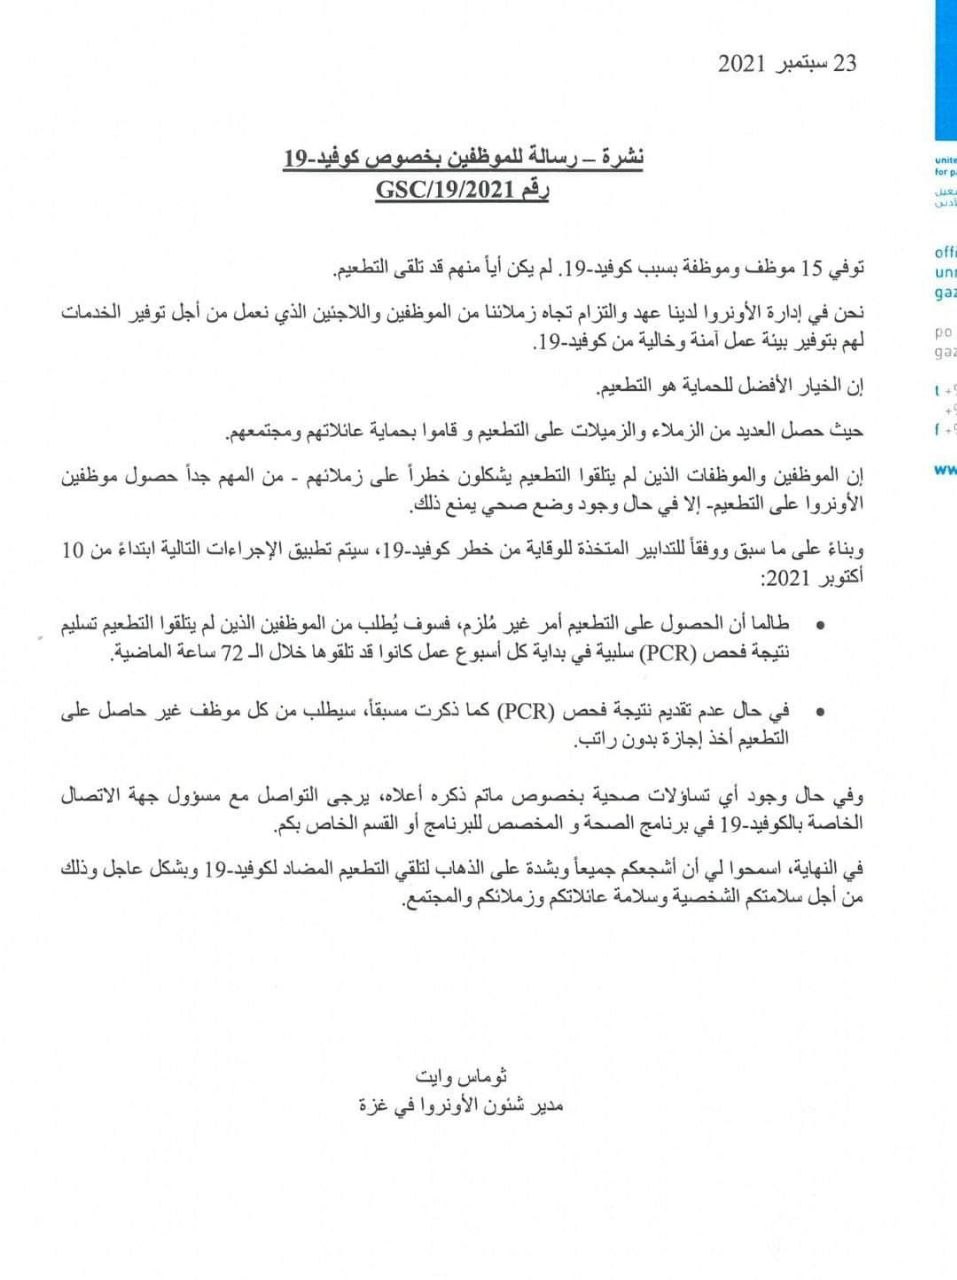 23 سبتمبر 2021
نشرة – رسالة للموظفين بخصوص كوفيد-19
رقم GSC/19/2021
توفي 15 موظف وموظفة بسبب كوفيد-19. لم يكن أياً منهم قد تلقى التطعيم.
نحن في إدارة الأونروا لدينا عهد والتزام تجاه زملائنا من الموظفين واللاجئين الذي نعمل من أجل توفير الخدمات
لهم بتوفير بيئة عمل آمنة وخالية من كوفيد-19.
إن الخيار الأفضل للحماية هو التطعيم.
حيث حصل العديد من الزملاء والزميلات على التطعيم و قاموا بحماية عائلاتهم ومجتمعهم.
إن الموظفين والموظفات الذين لم يتلقوا التطعيم يشكلون خطراً على زملائهم - من المهم جداً حصول موظفين
الأونروا على التطعيم- إلا في حال وجود وضع صحي يمنع ذلك.
وبناءً على ما سبق ووفقاً للتدابير المتخذة للوقاية من خطر كوفيد-19، سيتم تطبيق الإجراءات التالية ابتداءً من 10
أكتوبر 2021:
• طالما أن الحصول على التطعيم أمر غير مُلزم، فسوف يُطلب من الموظفين الذين لم يتلقوا التطعيم تسليم
نتيجة فحص (PCR) سلبية في بداية كل أسبوع عمل كانوا قد تلقوها خلال الـ 72 ساعة الماضية.
• في حال عدم تقديم نتيجة فحص (PCR) كما ذكرت مسبقاً، سيطلب من كل موظف غير حاصل على
التطعيم أخذ إجازة بدون راتب.
وفي حال وجود أي تساؤلات صحية بخصوص ماتم ذكره أعلاه، يرجى التواصل مع مسؤول جهة الاتصال
الخاصة بالكوفيد-19 في برنامج الصحة و المخصص للبرنامج أو القسم الخاص بكم.
في النهاية، اسمحوا لي أن أشجعكم جميعاً وبشدة على الذهاب لتلقي التطعيم المضاد لكوفيد-19 وبشكل عاجل وذلك
من أجل سلامتكم الشخصية وسلامة عائلاتكم وزملائكم والمجتمع.
ثوماس وايت
مدير شئون الأونروا في غزة
unite
for pa
offi
unr
gaz
po
gaz
t +9
+9
f +9
ww